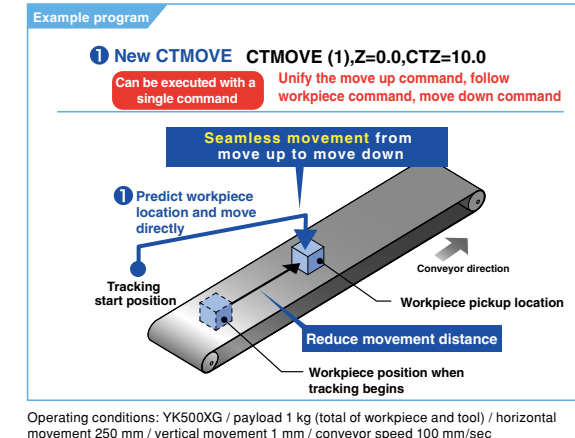 Example program
❶ New CTMOVE CTMOVE (1),Z=0.0,CTZ=10.0
Can be executed with a
single command
Unify the move up command, follow
workpiece command, move down command
Seamless movement from
move up to move down
❶ Predict workpiece
location and move
directly
Tracking
start position
Conveyor direction
Workpiece pickup location
Reduce movement distance
Workpiece position when
tracking begins
Operating conditions: YK500XG / payload 1 kg (total of workpiece and tool) / horizontal
movement 250 mm / vertical movement 1 mm / conveyor speed 100 mm/sec